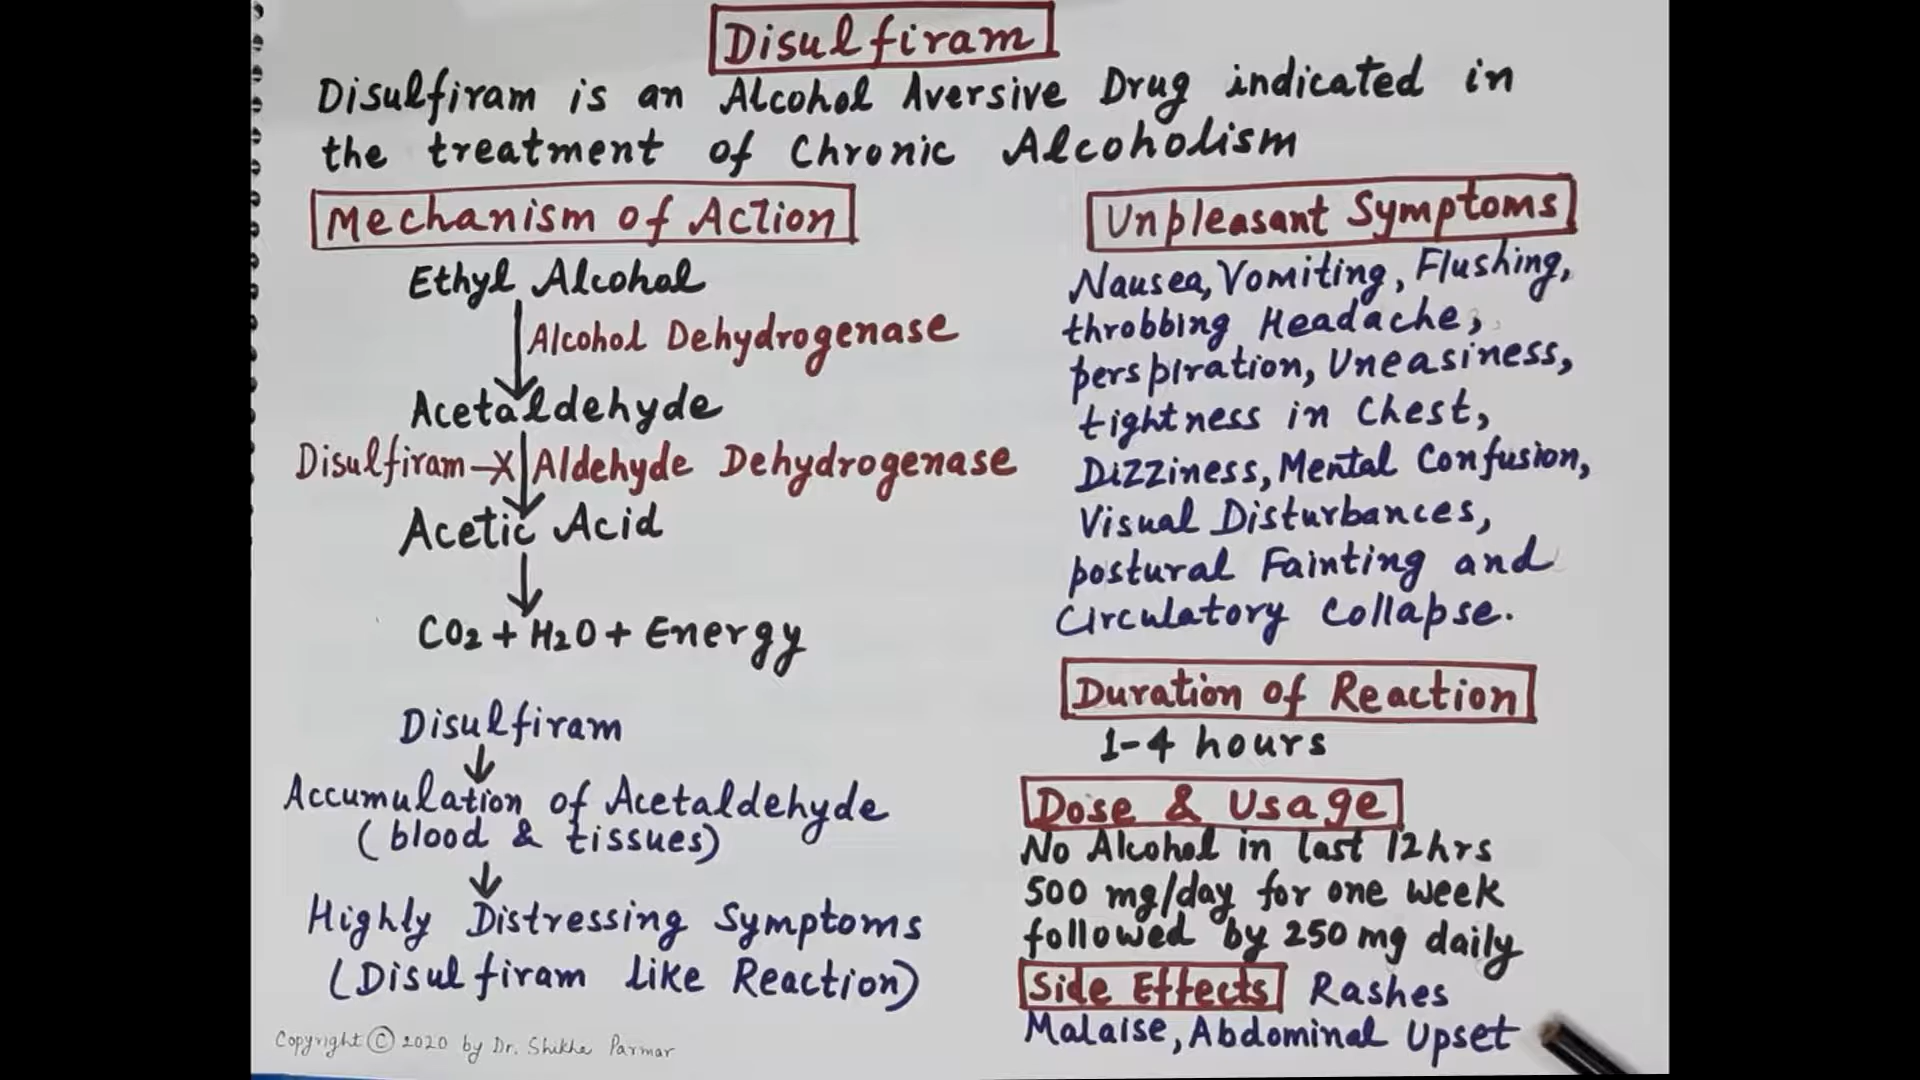 Disulfiram
Disulfiram is an Alcohol Aversive Drug indicated in
the treatment of Chronic Alcoholism
Mechanism of Action
Ethyl Alcohol
Alcohol Dehydrogenase
Acetaldehyde
Disulfiram Aldehyde Dehydrogenase
Acetic Acid
CO2 + H2O + Energy
Disulfiram
Accumulation of Acetaldehyde
(blood & tissues)
Highly Distressing Symptoms
(Disulfiram like Reaction)
Copyright © 2020 by Dr. Shikha Parmar
Unpleasant Symptoms
Nausea, Vomiting, Flushing,
throbbing Headache,
perspiration, Uneasiness,
tightness in Chest,
Dizziness, Mental Confusion,
Visual Disturbances,
postural Fainting and
Circulatory Collapse.
Duration of Reaction
1-4 hours
Dose & Usage
No Alcohol in last 12hrs
500 mg/day for one week
followed by 250 mg daily
Side Effects Rashes
Malaise, Abdominal Upset